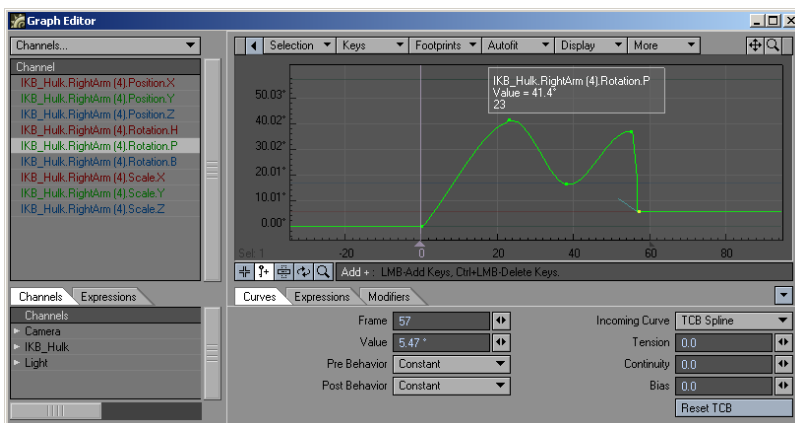 Graph Editor
Channels...
Selection Keys Footprints Autofit Display More
Channel
IKB_Hulk.RightArm (4).Position.X
IKB_Hulk.RightArm (4).Position.Y
IKB_Hulk.RightArm (4).Position.Z
IKB_Hulk.RightArm (4).Rotation.H
IKB_Hulk.RightArm (4).Rotation.P
IKB_Hulk.RightArm (4).Rotation.B
IKB_Hulk.RightArm (4).Scale.X
IKB_Hulk.RightArm (4).Scale.Y
IKB_Hulk.RightArm (4).Scale.Z
IKB_Hulk.RightArm (4).Rotation.P
Value = 41.4°
23
50.03°
40.02°
30.02°
20.01°
10.01°
0.00°
Sel: 1 -20 0 20 40 60 80
Add + : LMB-Add Keys, Ctrl+LMB-Delete Keys.
Channels Expressions
Channels
Camera
IKB_Hulk
Light
Curves Expressions Modifiers
Frame 57
Value 5.47 °
Pre Behavior Constant
Post Behavior Constant
Incoming Curve TCB Spline
Tension 0.0
Continuity 0.0
Bias 0.0
Reset TCB